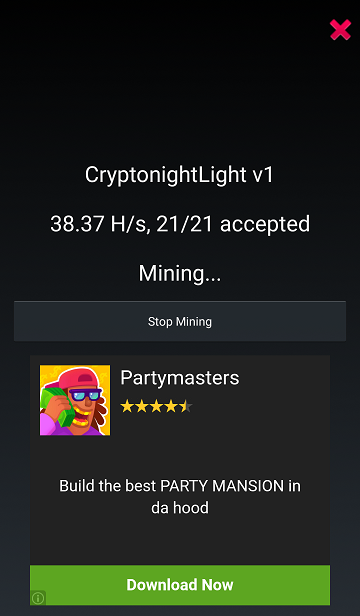 CryptonightLight v1
38.37 H/s, 21/21 accepted
Mining...
Stop Mining
Partymasters
Build the best PARTY MANSION in
da hood
Download Now